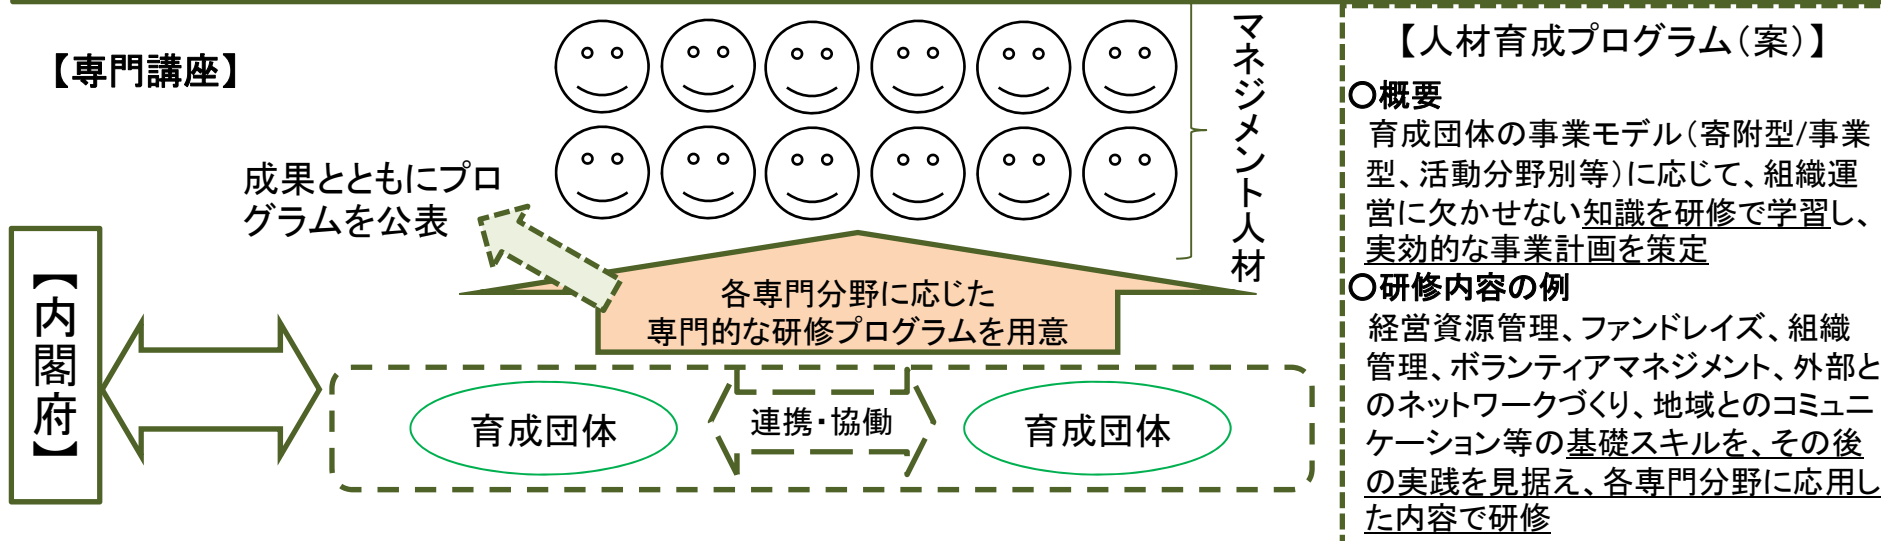 【専門講座】
マネジメント人材
成果とともにプロ
グラムを公表
各専門分野に応じた
専門的な研修プログラムを用意
【内閣府】
育成団体
連携・協働
育成団体
【人材育成プログラム（案）】
○概要
育成団体の事業モデル（寄附型/事業
型、活動分野別等）に応じて、組織運
営に欠かせない知識を研修で学習し、
実効的な事業計画を策定
○研修内容の例
経営資源管理、ファンドレイズ、組織
管理、ボランティアマネジメント、外部と
のネットワークづくり、地域とのコミュニ
ケーション等の基礎スキルを、その後
の実践を見据え、各専門分野に応用し
た内容で研修